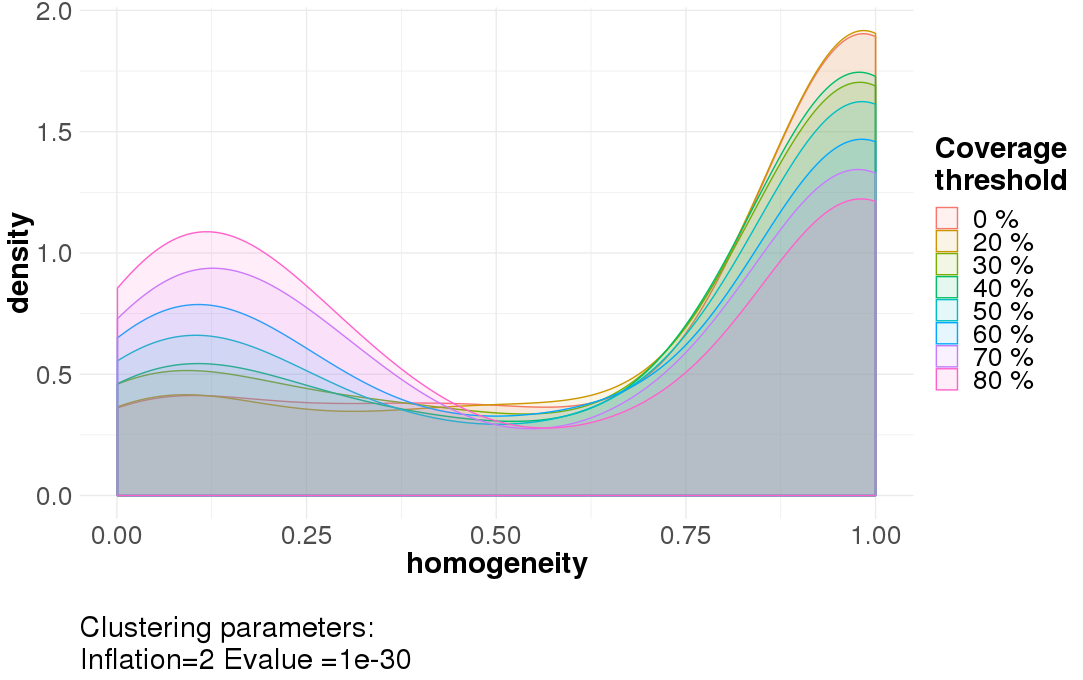 2.0
1.5
1.0
0.5
0.0
density
0.00 0.25 0.50 0.75 1.00
homogeneity
Coverage
threshold
0 %
20 %
30 %
40 %
50 %
60 %
70 %
80 %
Clustering parameters:
Inflation=2 Evalue =1e-30